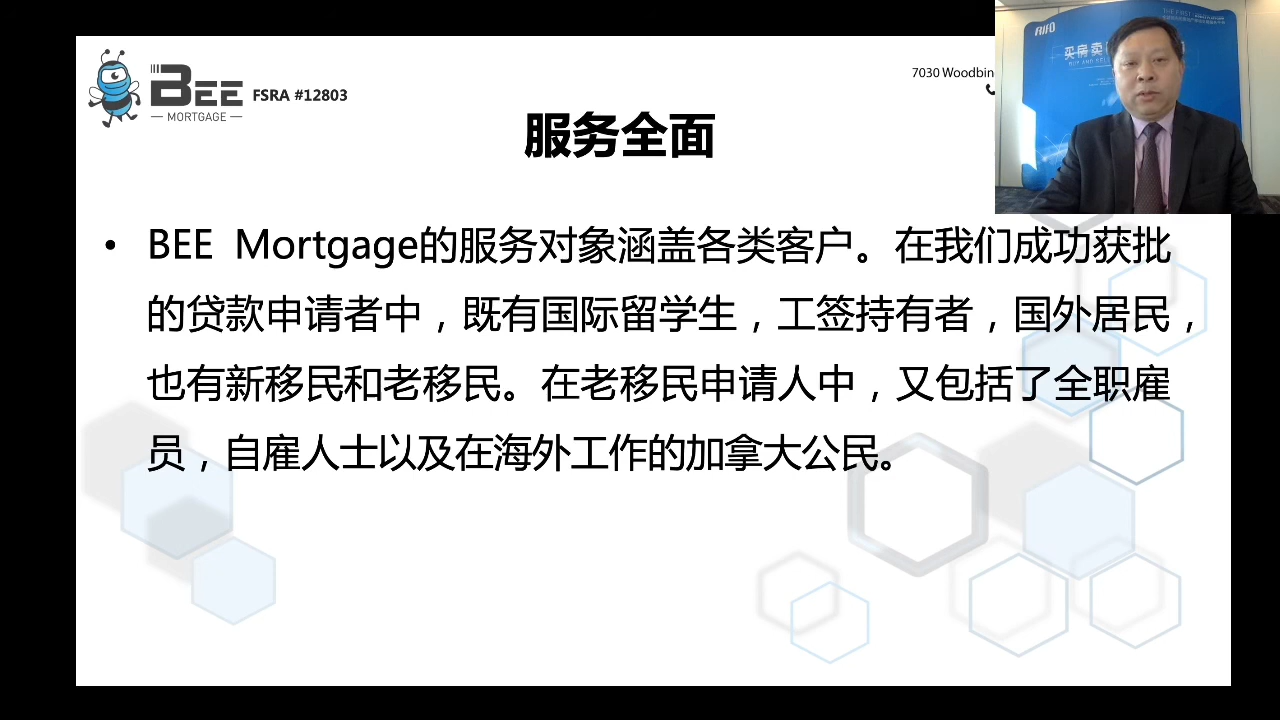 BEE
MORTGAGE
FSRA #12803
7030 Woodbin
服务全面
• BEE Mortgage的服务对象涵盖各类客户。在我们成功获批
的贷款申请者中，既有国际留学生，工签持有者，国外居民，
也有新移民和老移民。在老移民申请人中，又包括了全职雇
员，自雇人士以及在海外工作的加拿大公民。
买房卖
BUY AND SELL